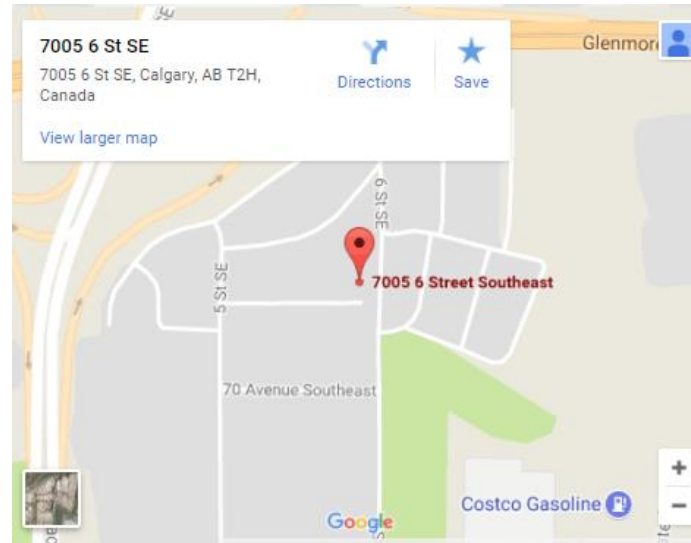 7005 6 St SE
7005 6 St SE, Calgary, AB T2H,
Canada
Directions
Save
View larger map
Glenmor
6 St SE
5 St SE
7005 6 Street Southeast
70 Avenue Southeast
Costco Gasoline
Google
+
−